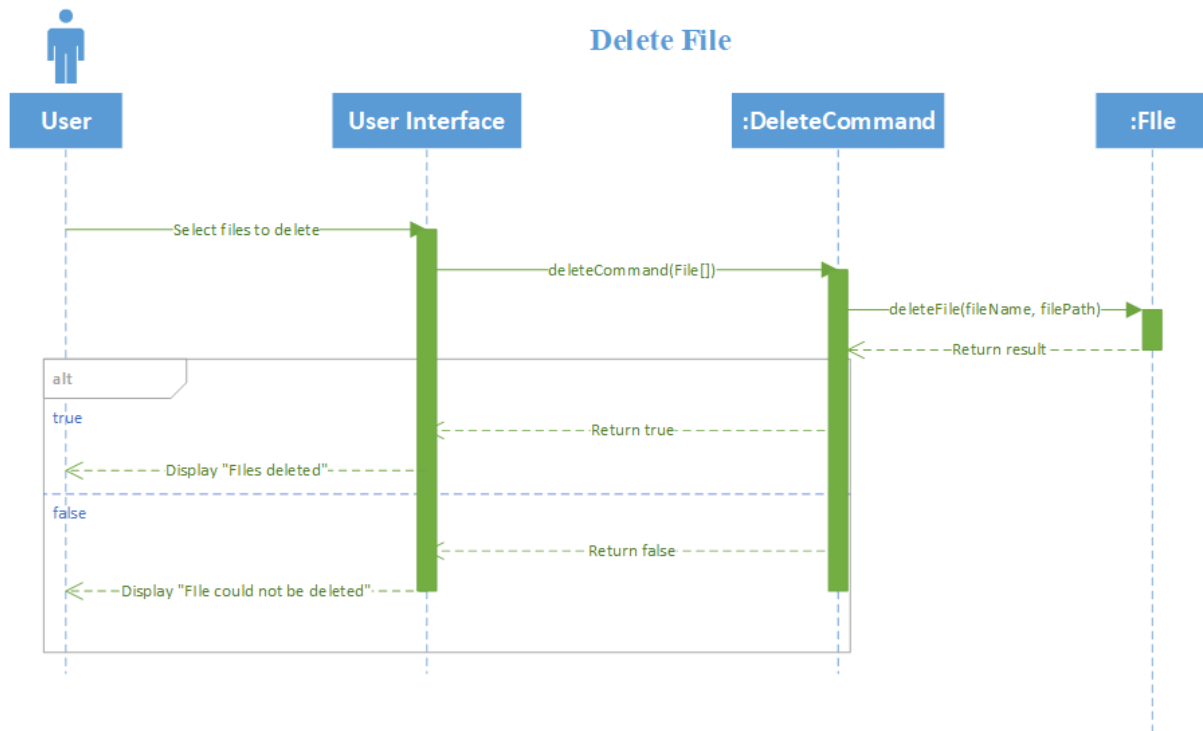 Delete File
User
User Interface
:DeleteCommand
:FIle
Select files to delete
deleteCommand(File[])
deleteFile(fileName, filePath)
Return result
alt
true
Return true
Display "FIles deleted"
false
Return false
Display "FIle could not be deleted"